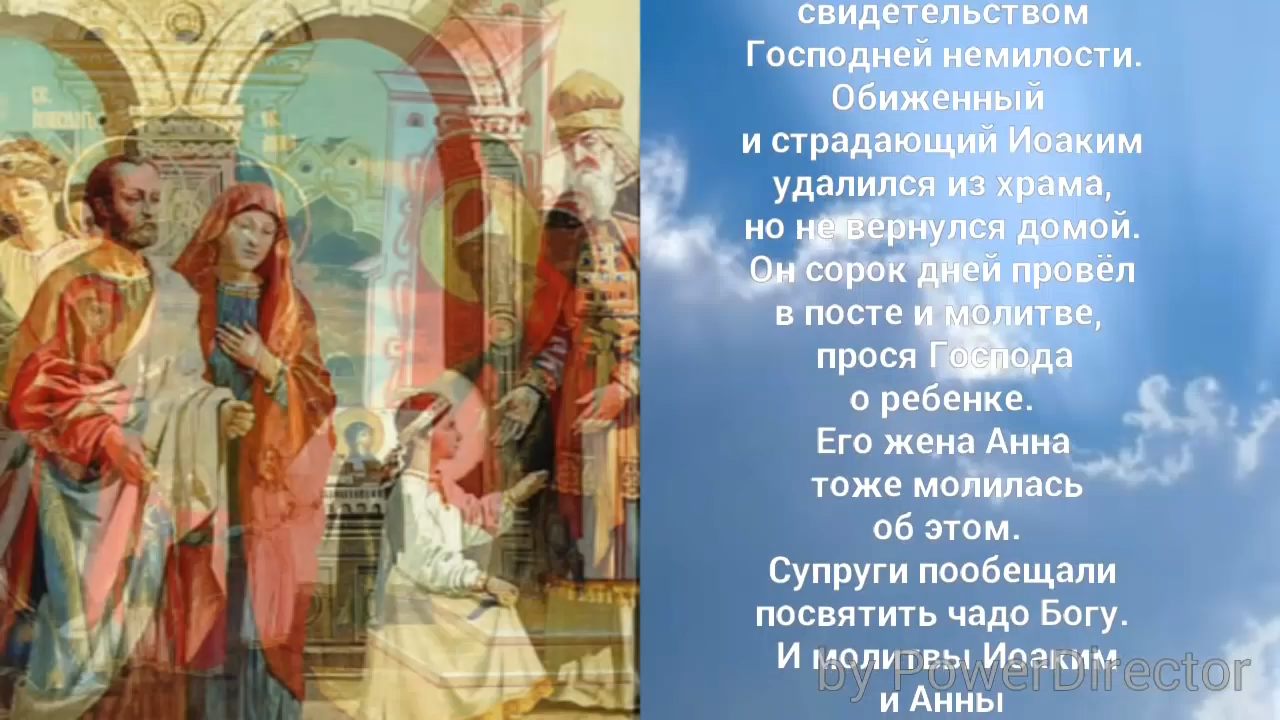 свидетельством
Господней немилости.
Обиженный
и страдающий Иоаким
удалился из храма,
но не вернулся домой.
Он сорок дней провёл
в посте и молитве,
прося Господа
о ребенке.
Его жена Анна
тоже молилась
об этом.
Супруги пообещали
посвятить чадо Богу.
И молитвы Иоаким
и Анны
by PowerDirector